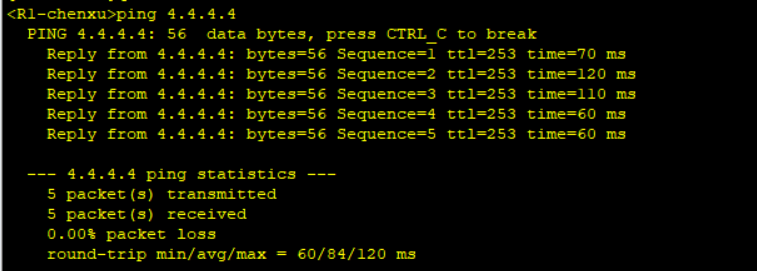 <R1-chenxu>ping 4.4.4.4
PING 4.4.4.4: 56  data bytes, press CTRL_C to break
Reply from 4.4.4.4: bytes=56 Sequence=1 ttl=253 time=70 ms
Reply from 4.4.4.4: bytes=56 Sequence=2 ttl=253 time=120 ms
Reply from 4.4.4.4: bytes=56 Sequence=3 ttl=253 time=110 ms
Reply from 4.4.4.4: bytes=56 Sequence=4 ttl=253 time=60 ms
Reply from 4.4.4.4: bytes=56 Sequence=5 ttl=253 time=60 ms
--- 4.4.4.4 ping statistics ---
5 packet(s) transmitted
5 packet(s) received
0.00% packet loss
round-trip min/avg/max = 60/84/120 ms